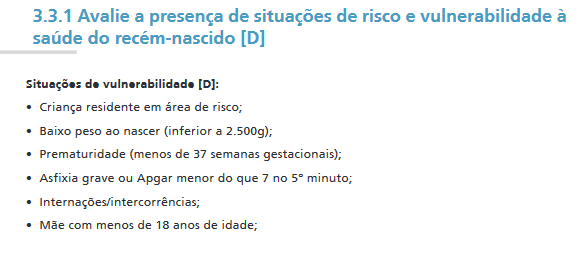 3.3.1 Avalie a presença de situações de risco e vulnerabilidade à
saúde do recém-nascido [D]
Situações de vulnerabilidade [D]:
• Criança residente em área de risco;
• Baixo peso ao nascer (inferior a 2.500g);
• Prematuridade (menos de 37 semanas gestacionais);
• Asfixia grave ou Apgar menor do que 7 no 5° minuto;
• Internações/intercorrências;
• Mãe com menos de 18 anos de idade;